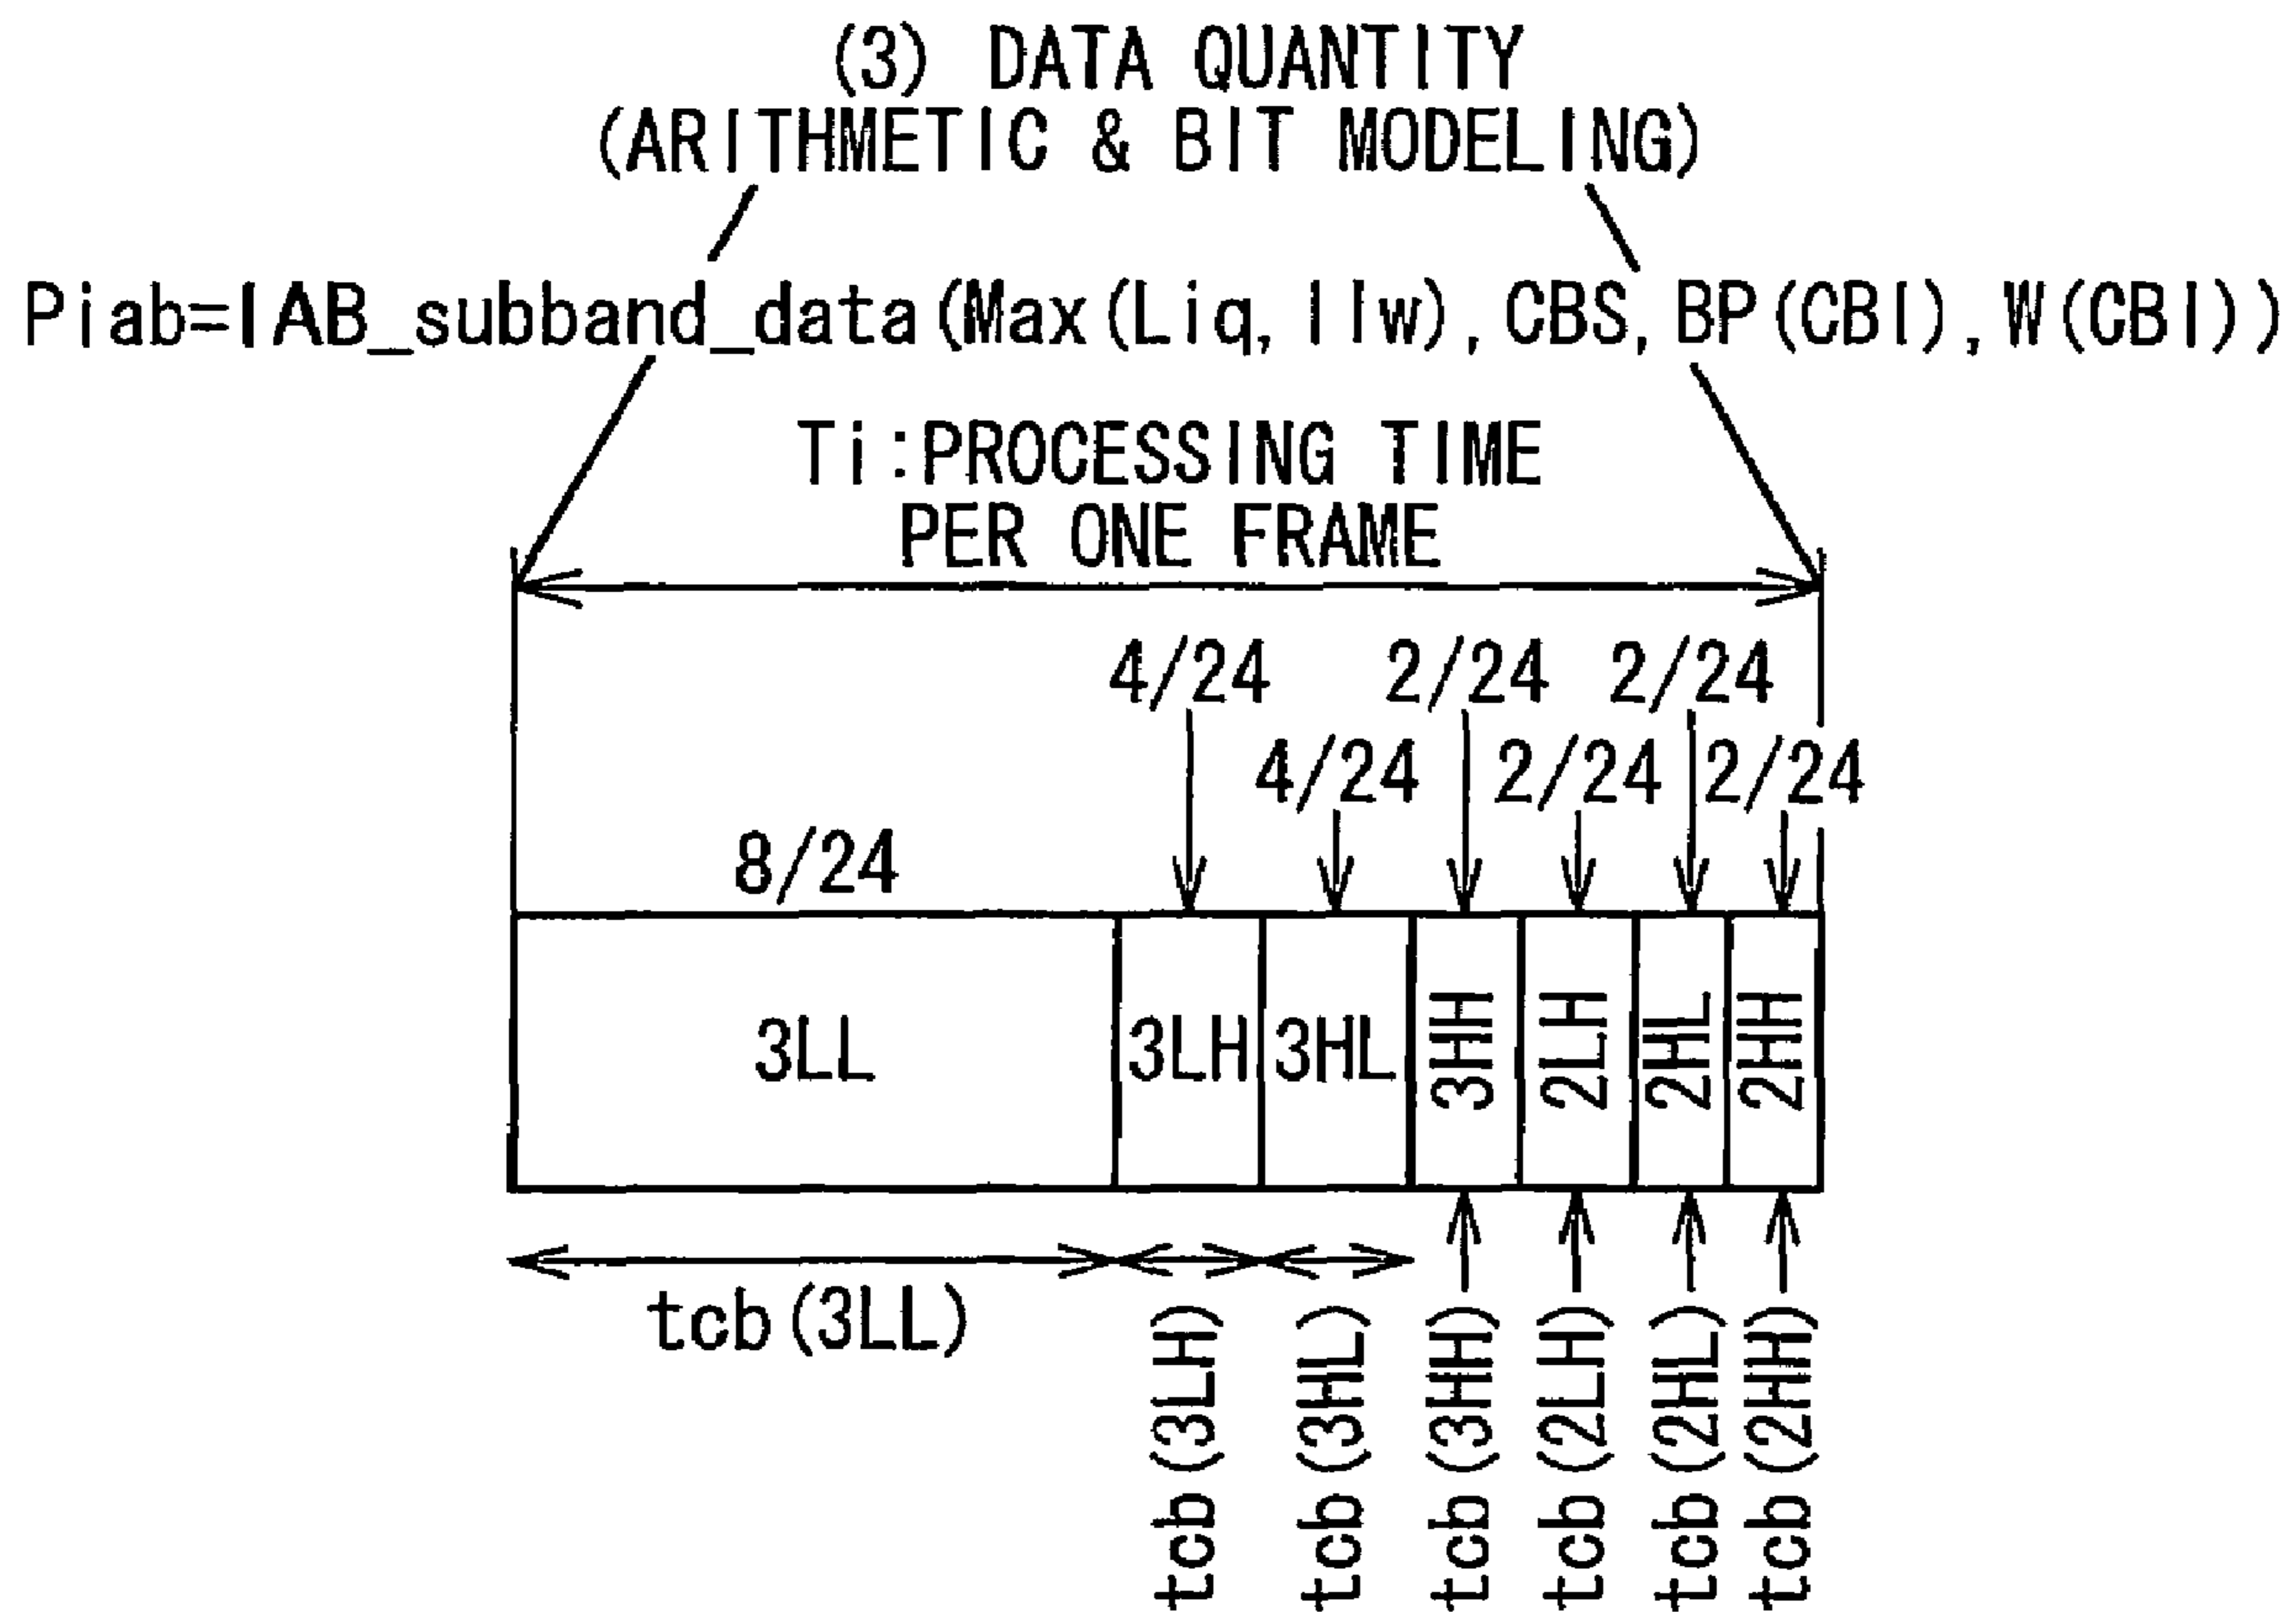 (3) DATA QUANTITY
(ARITHMETIC & BIT MODELING)
Piab=IAB_subband_data(Max(Liq,Ilw),CBS,BP(CBI),W(CBI))
Ti:PROCESSING TIME
PER ONE FRAME
4/24 2/24 2/24
4/24 2/24 2/24
8/24
3LL 3LH 3HL 3HH 2LH 2HL 2HH
tcb(3LL)
tcb(3LH)
tcb(3HL)
tcb(3HH)
tcb(2LH)
tcb(2HL)
tcb(2HH)